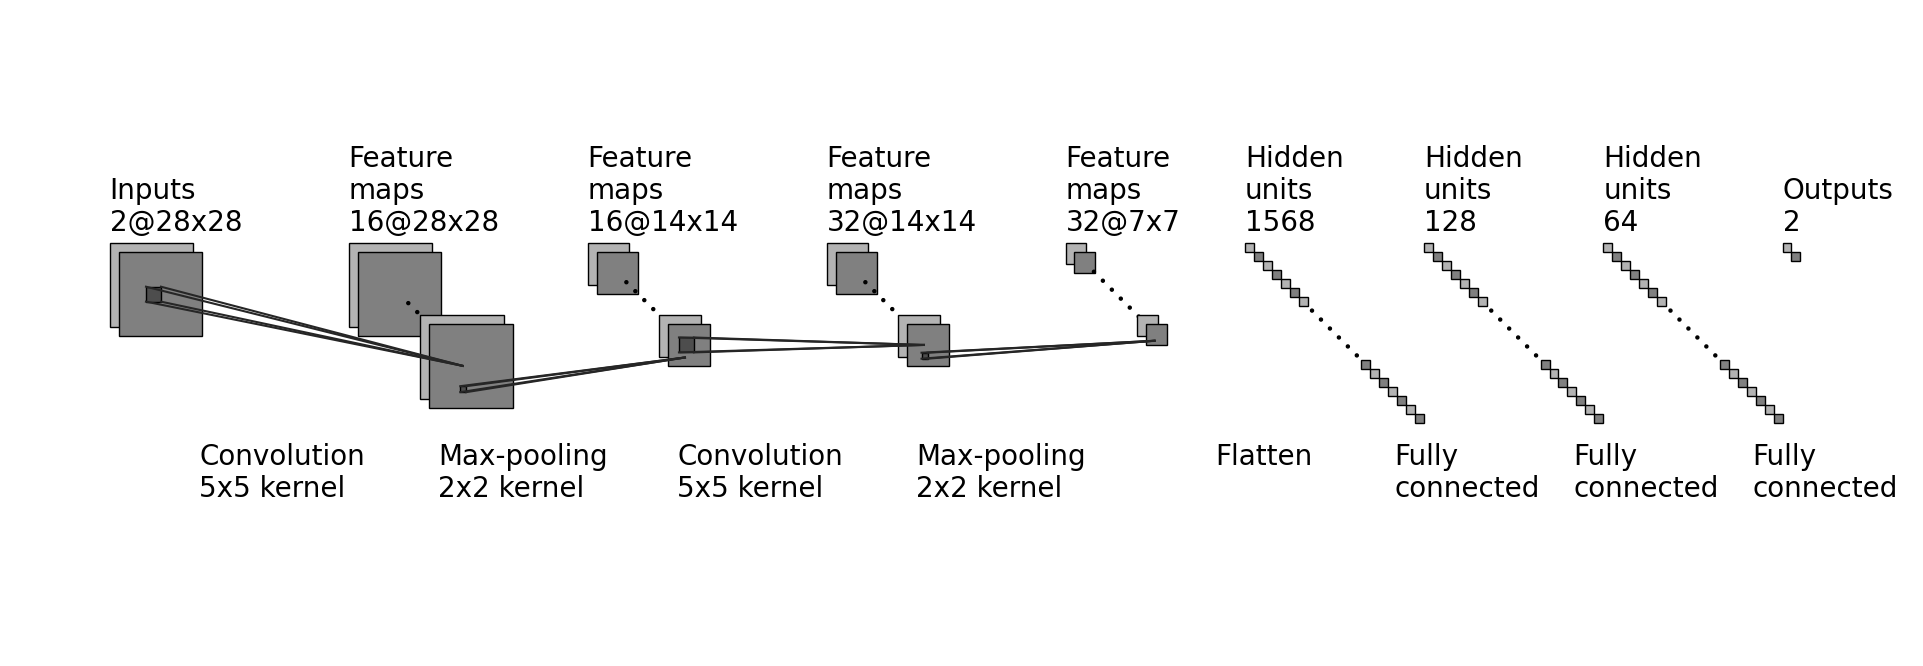 Inputs
2@28x28
Feature
maps
16@28x28
Feature
maps
16@14x14
Feature
maps
32@14x14
Feature
maps
32@7x7
Hidden
units
1568
Hidden
units
128
Hidden
units
64
Outputs
2
Convolution
5x5 kernel
Max-pooling
2x2 kernel
Convolution
5x5 kernel
Max-pooling
2x2 kernel
Flatten
Fully
connected
Fully
connected
Fully
connected